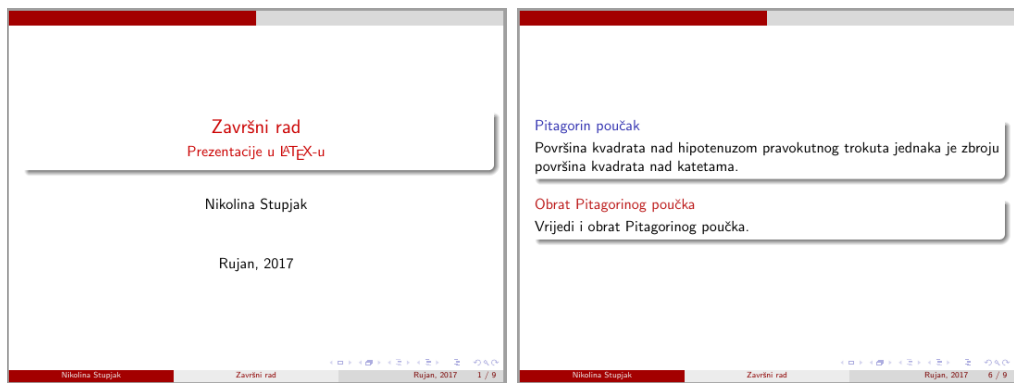 Završni rad
Prezentacije u LATEX-u
Nikolina Stupjak
Rujan, 2017
Nikolina Stupjak Završni rad Rujan, 2017 1 / 9
Pitagorin poučak
Površina kvadrata nad hipotenuzom pravokutnog trokuta jednaka je zbroju
površina kvadrata nad katetama.
Obrat Pitagorinog poučka
Vrijedi i obrat Pitagorinog poučka.
Nikolina Stupjak Završni rad Rujan, 2017 6 / 9